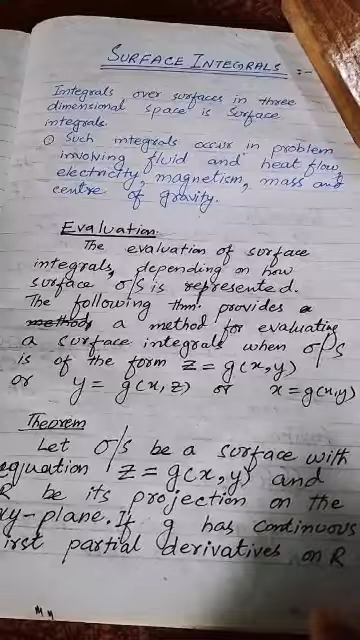 SURFACE INTEGRALS :-
Integrals over surfaces in three
dimensional space is surface
integrals.
① Such integrals occur in problem
involving fluid and heat flow,
electricity, magnetism, mass and
centre of gravity.
Evaluation.
The evaluation of surface
integrals, depending on how
surface σ/s is represented.
The following thm: provides a
method, a method for evaluating
a surface integrals when σ/s
is of the form z = g(x,y)
or y = g(x,z) or x = g(x,y)
Theorem
Let σ/s be a surface with
equation z = g(x,y) and
R be its projection on the
xy-plane. If g has continuous
first partial derivatives on R